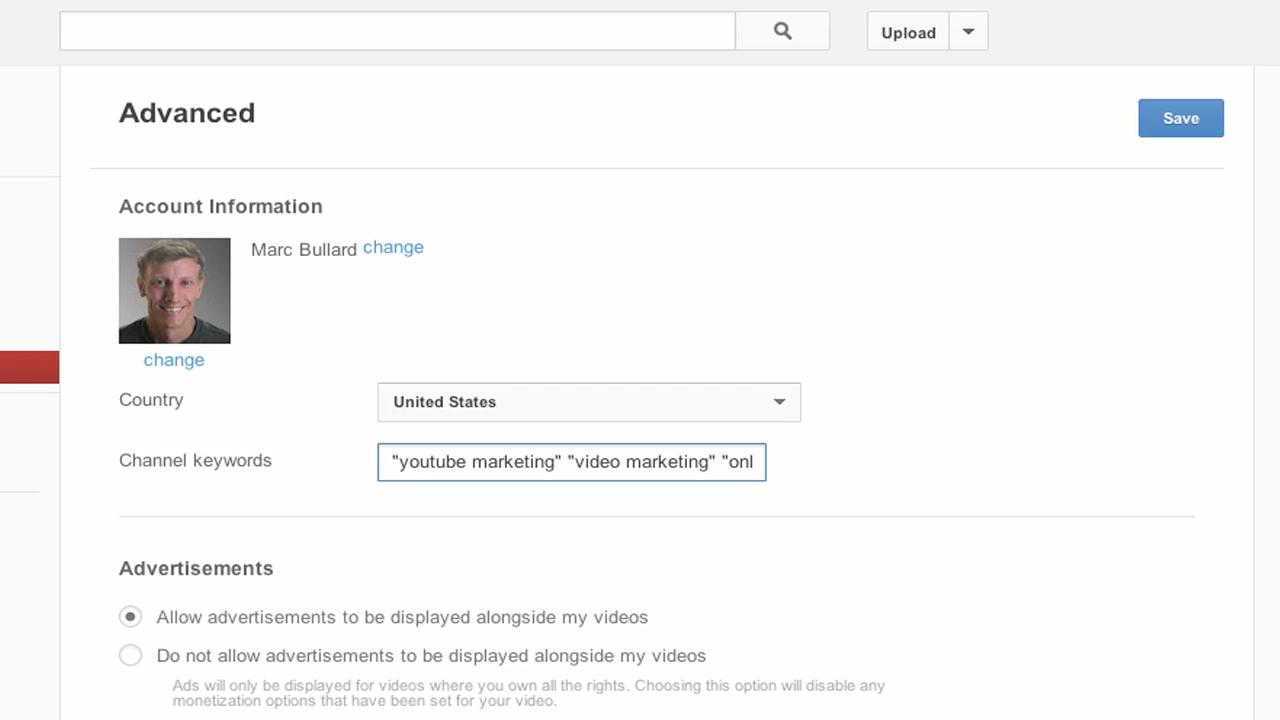 Upload
Advanced
Save
Account Information
Marc Bullard change
change
Country
United States
Channel keywords
"youtube marketing" "video marketing" "onl
Advertisements
Allow advertisements to be displayed alongside my videos
Do not allow advertisements to be displayed alongside my videos
Ads will only be displayed for videos where you own all the rights. Choosing this option will disable any
monetization options that have been set for your video.